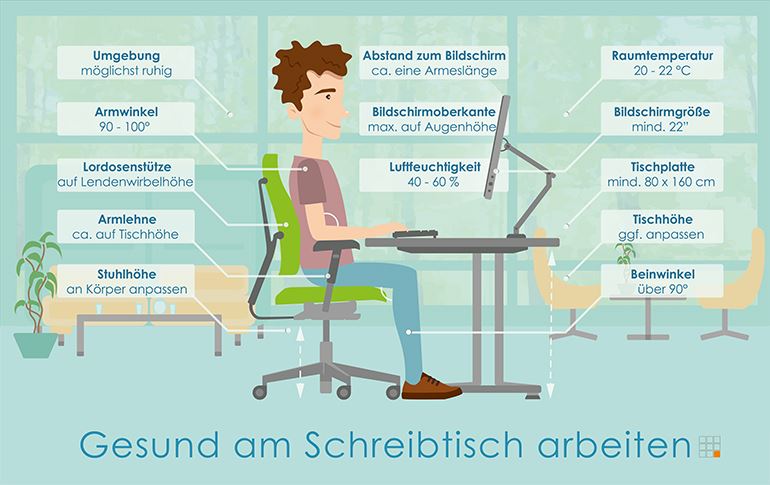 Umgebung
möglichst ruhig
Abstand zum Bildschirm
ca. eine Armeslänge
Raumtemperatur
20 - 22 °C
Armwinkel
90 - 100°
Bildschirmoberkante
max. auf Augenhöhe
Bildschirmgröße
mind. 22”
Lordosenstütze
auf Lendenwirbelhöhe
Luftfeuchtigkeit
40 - 60 %
Tischplatte
mind. 80 x 160 cm
Armlehne
ca. auf Tischhöhe
Tischhöhe
ggf. anpassen
Stuhlhöhe
an Körper anpassen
Beinwinkel
über 90°
Gesund am Schreibtisch arbeiten